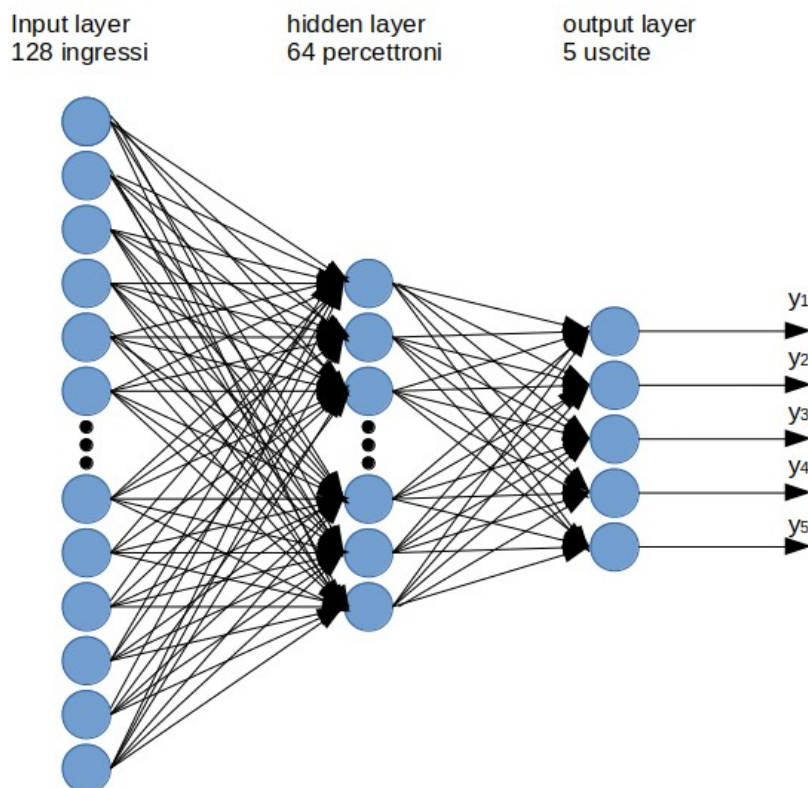 Input layer
128 ingressi
hidden layer
64 percettroni
output layer
5 uscite
y1
y2
y3
y4
y5